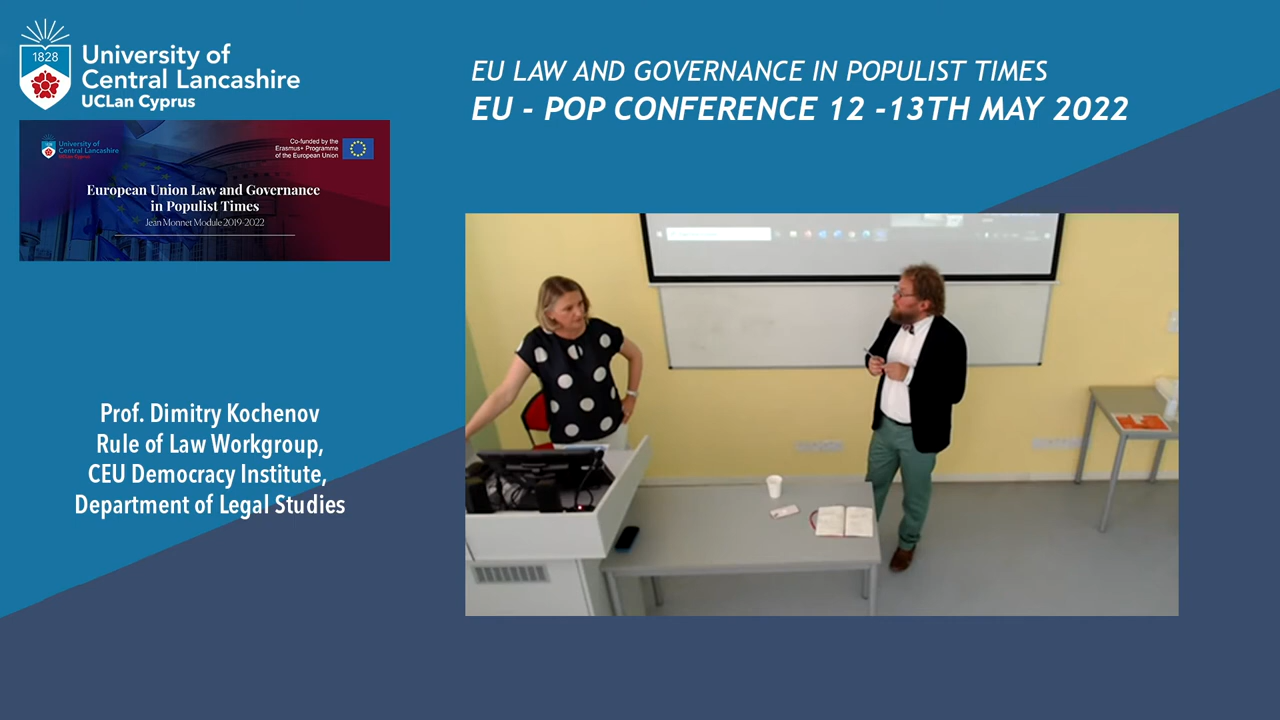 1828
University of
Central Lancashire
UCLan Cyprus
EU LAW AND GOVERNANCE IN POPULIST TIMES
EU - POP CONFERENCE 12 -13TH MAY 2022
University of
Central Lancashire
UCLan Cyprus
Co-funded by the
Erasmus+ Programme
of the European Union
European Union Law and Governance
in Populist Times
Jean Monnet Module 2019-2022
Prof. Dimitry Kochenov
Rule of Law Workgroup,
CEU Democracy Institute,
Department of Legal Studies